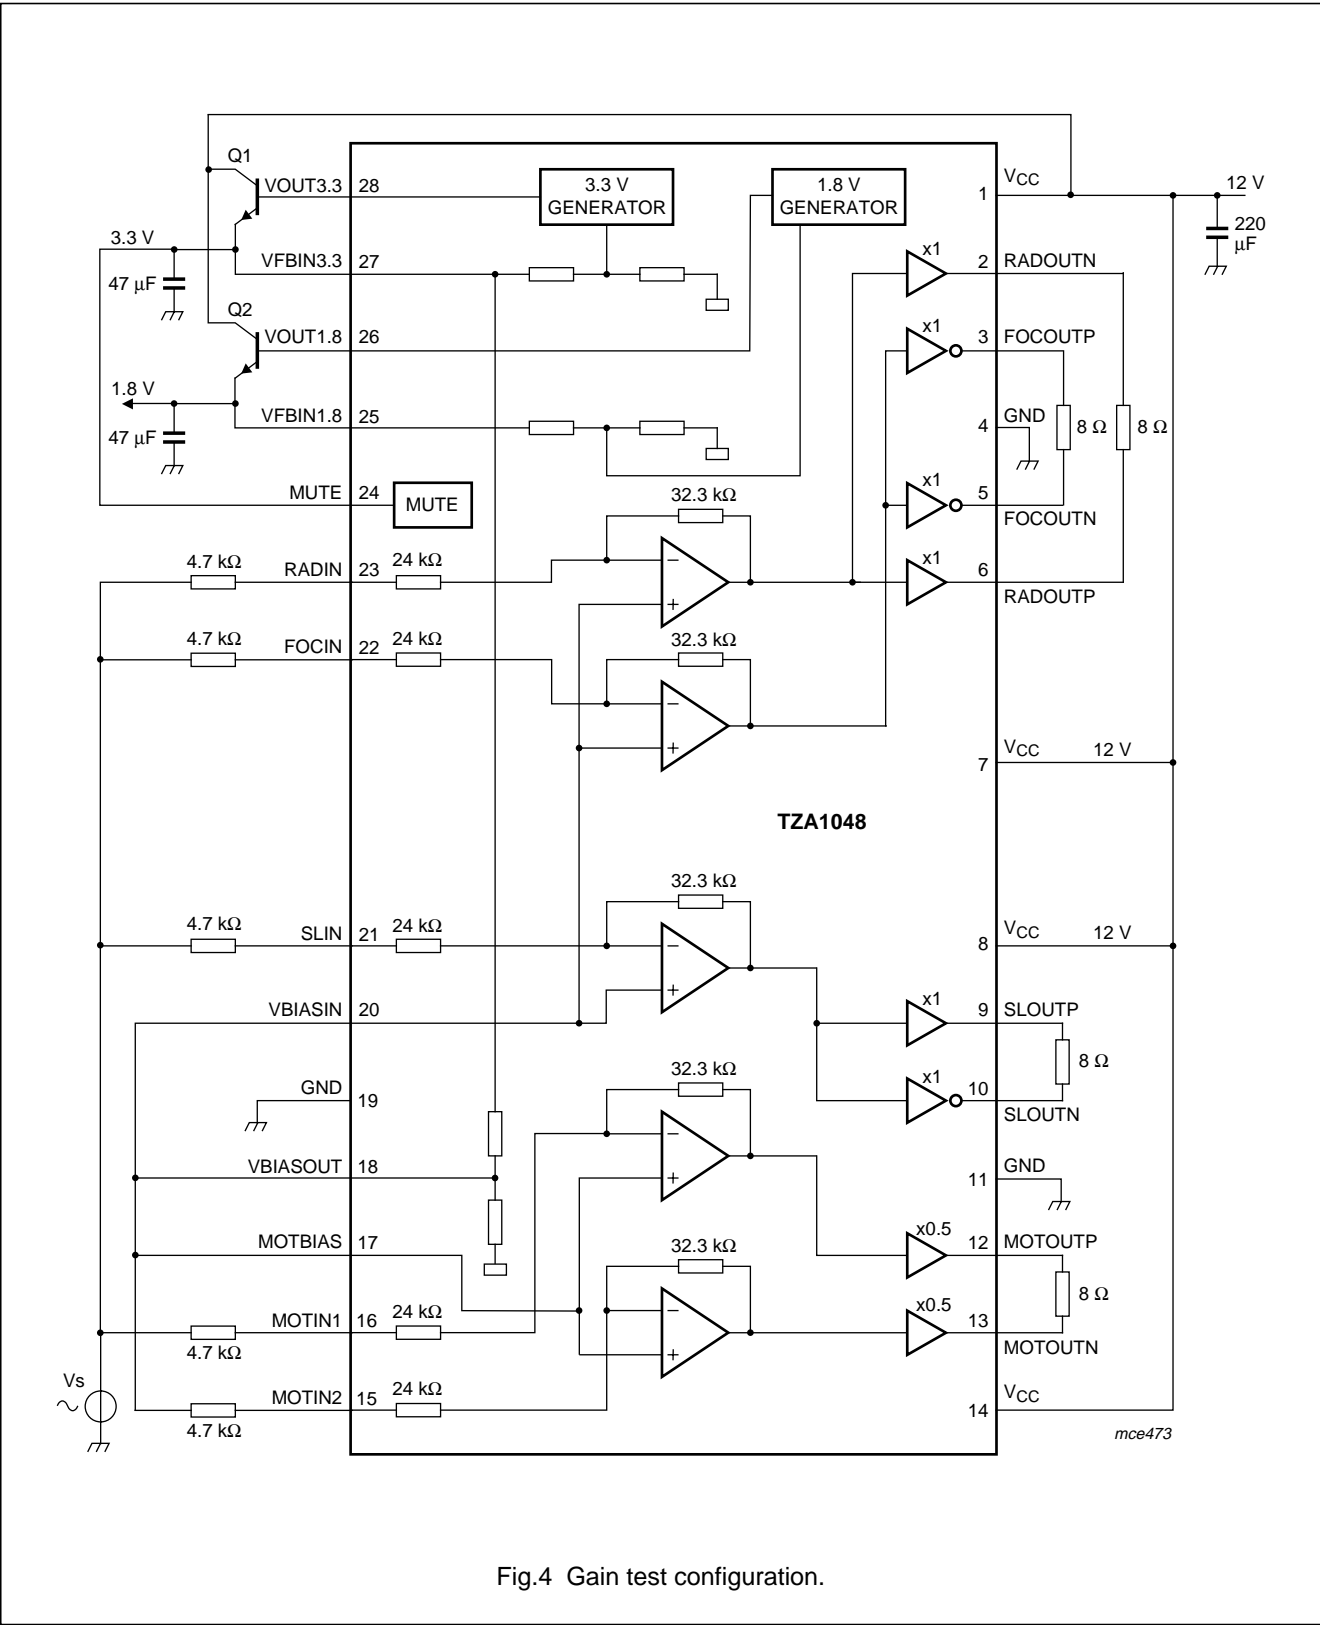 Q1
VOUT3.3 28
3.3 V
GENERATOR
1.8 V
GENERATOR
1
VCC
12 V
220
μF
3.3 V
VFBIN3.3 27
47 μF
x1
2 RADOUTN
Q2
VOUT1.8 26
x1
3 FOCOUTP
1.8 V
VFBIN1.8 25
47 μF
4 GND
8 Ω
8 Ω
MUTE 24
MUTE
32.3 kΩ
x1
5
FOCOUTN
4.7 kΩ
RADIN 23 24 kΩ
−
+
x1
6
RADOUTP
4.7 kΩ
FOCIN 22 24 kΩ
32.3 kΩ
−
+
7
VCC 12 V
TZA1048
32.3 kΩ
4.7 kΩ
SLIN 21 24 kΩ
−
+
8
VCC 12 V
VBIASIN 20
x1
9 SLOUTP
8 Ω
32.3 kΩ
x1
10
SLOUTN
GND 19
−
+
VBIASOUT 18
11
GND
MOTBIAS 17
32.3 kΩ
x0.5
12 MOTOUTP
8 Ω
MOTIN1 16 24 kΩ
4.7 kΩ
−
+
x0.5
13
MOTOUTN
Vs
∼
MOTIN2 15 24 kΩ
4.7 kΩ
14
VCC
mce473
Fig.4 Gain test configuration.